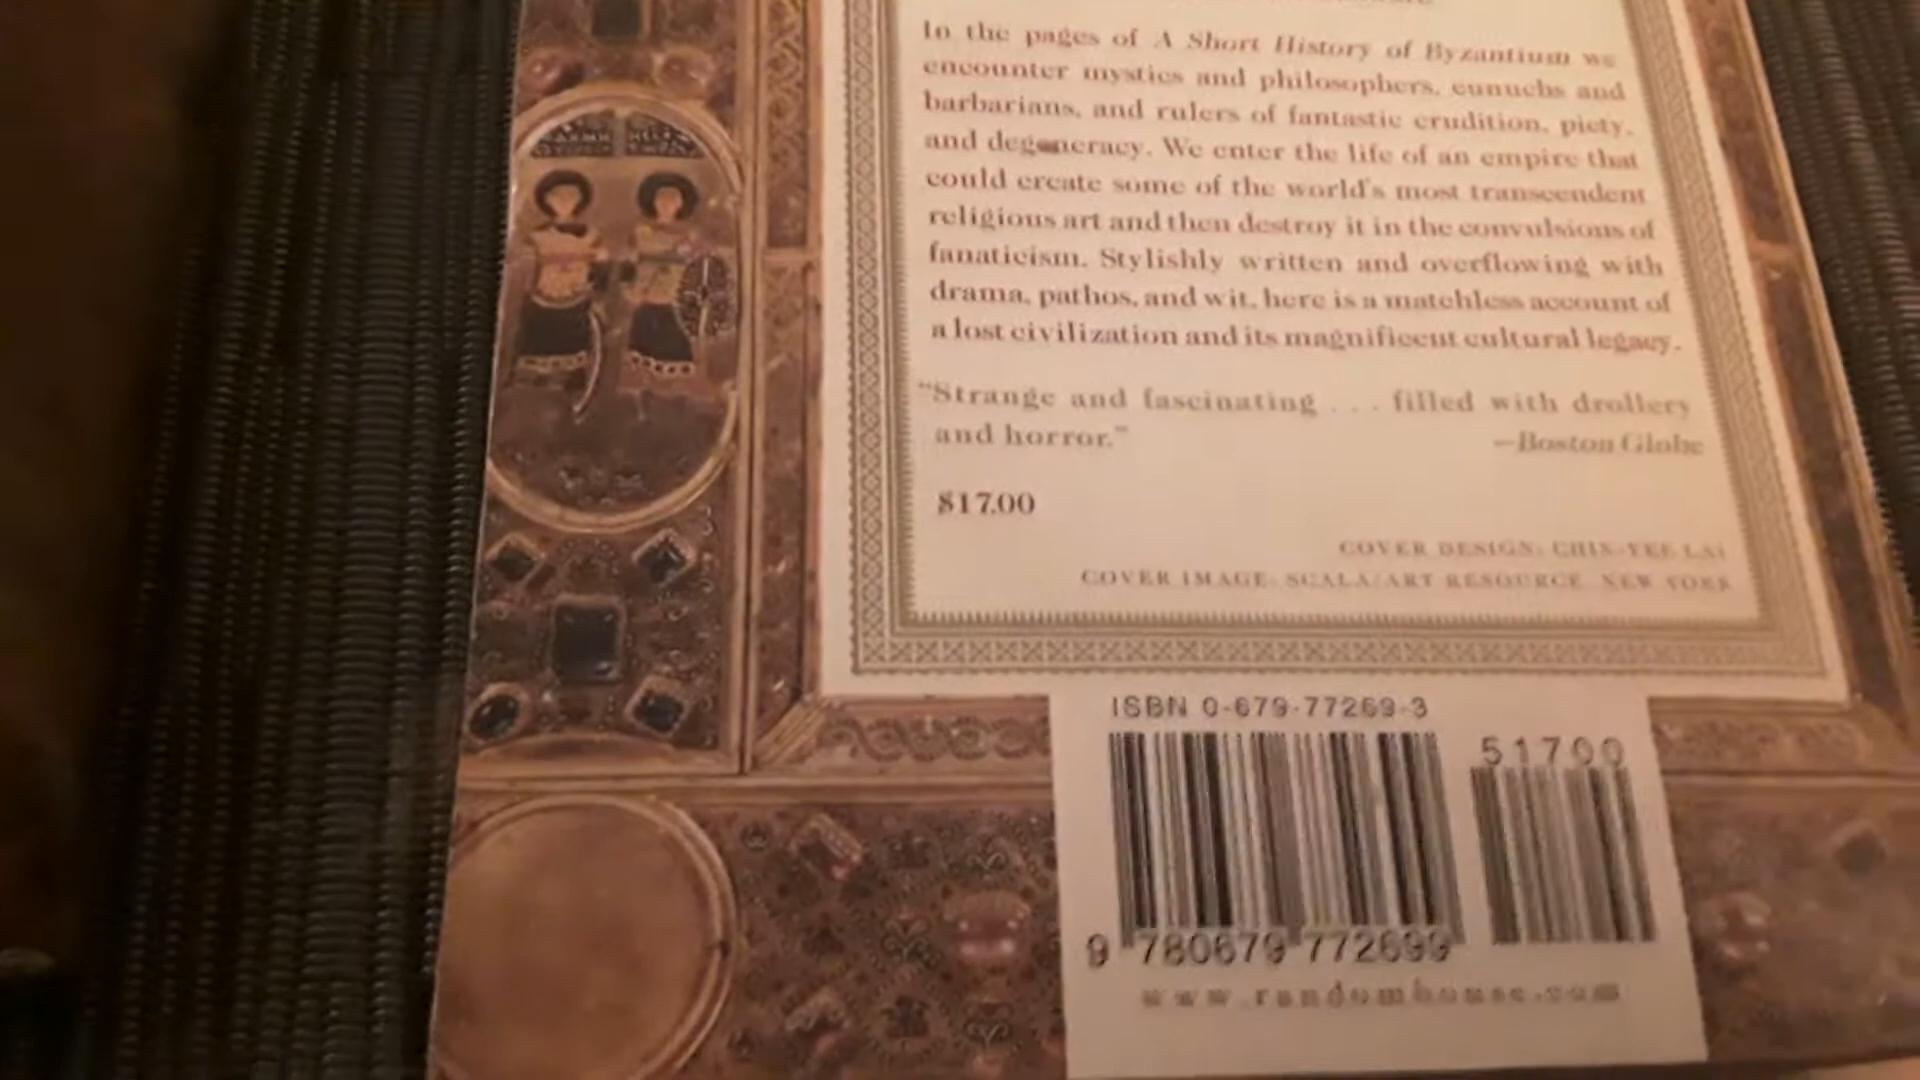 In the pages of A Short History of Byzantium we
encounter mystics and philosophers, eunuchs and
barbarians, and rulers of fantastic erudition, piety,
and degeneracy. We enter the life of an empire that
could create some of the world's most transcendent
religious art and then destroy it in the convulsions of
fanaticism. Stylishly written and overflowing with
drama, pathos, and wit, here is a matchless account of
a lost civilization and its magnificent cultural legacy.
"Strange and fascinating . . . filled with drollery
and horror."
—Boston Globe
$17.00
COVER DESIGN: CHIN-YEE LAI
COVER IMAGE: SCALA/ART RESOURCE, NEW YORK
ISBN 0-679-77269-3
51700
9 780679 772699
www.randomhouse.com